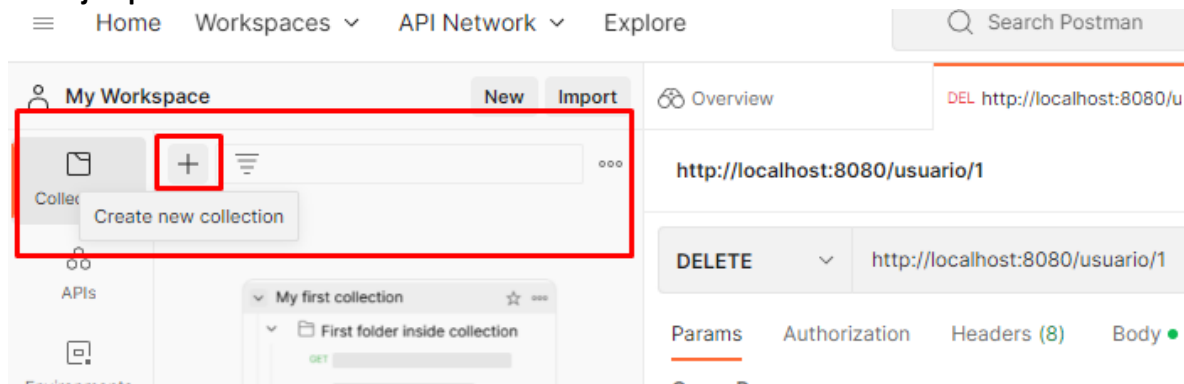 Home Workspaces API Network Explore Search Postman
My Workspace New Import
Overview DEL http://localhost:8080/u
http://localhost:8080/usuario/1
Create new collection
DELETE http://localhost:8080/usuario/1
APIs
My first collection
First folder inside collection
GET
Params Authorization Headers (8) Body